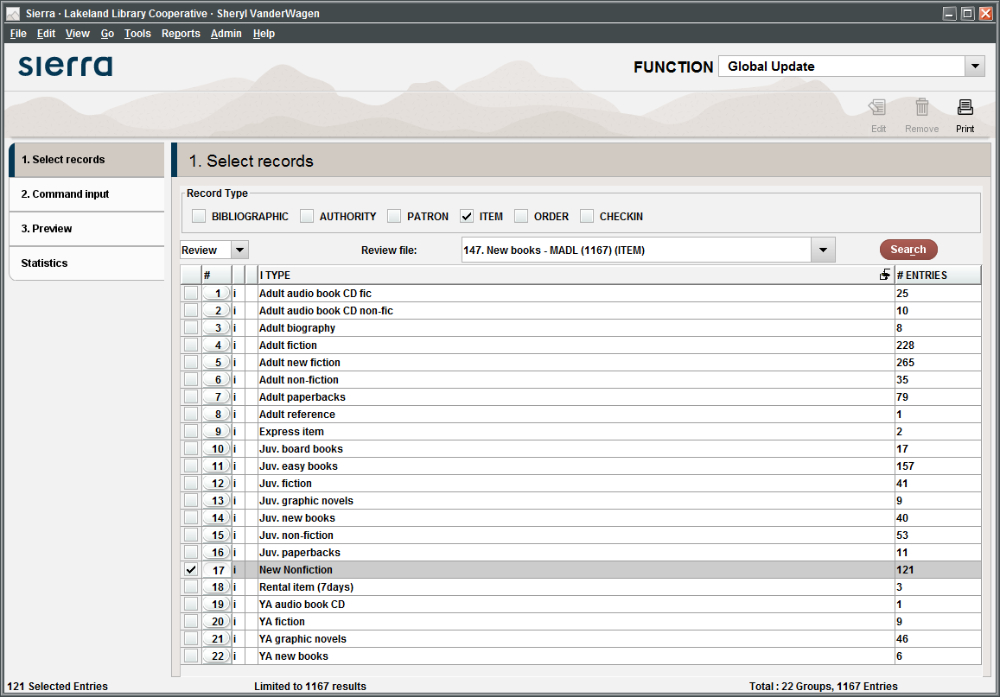 Sierra · Lakeland Library Cooperative · Sheryl VanderWagen
File Edit View Go Tools Reports Admin Help
sierra FUNCTION Global Update
Edit Remove Print
1. Select records
2. Command input
3. Preview
Statistics
1. Select records
Record Type
BIBLIOGRAPHIC AUTHORITY PATRON ITEM ORDER CHECKIN
Review Review file: 147. New books - MADL (1167) (ITEM) Search
# I TYPE # ENTRIES
1 i Adult audio book CD fic 25
2 i Adult audio book CD non-fic 10
3 i Adult biography 8
4 i Adult fiction 228
5 i Adult new fiction 265
6 i Adult non-fiction 35
7 i Adult paperbacks 79
8 i Adult reference 1
9 i Express item 2
10 i Juv. board books 17
11 i Juv. easy books 157
12 i Juv. fiction 41
13 i Juv. graphic novels 9
14 i Juv. new books 40
15 i Juv. non-fiction 53
16 i Juv. paperbacks 11
17 i New Nonfiction 121
18 i Rental item (7days) 3
19 i YA audio book CD 1
20 i YA fiction 9
21 i YA graphic novels 46
22 i YA new books 6
121 Selected Entries Limited to 1167 results Total : 22 Groups, 1167 Entries